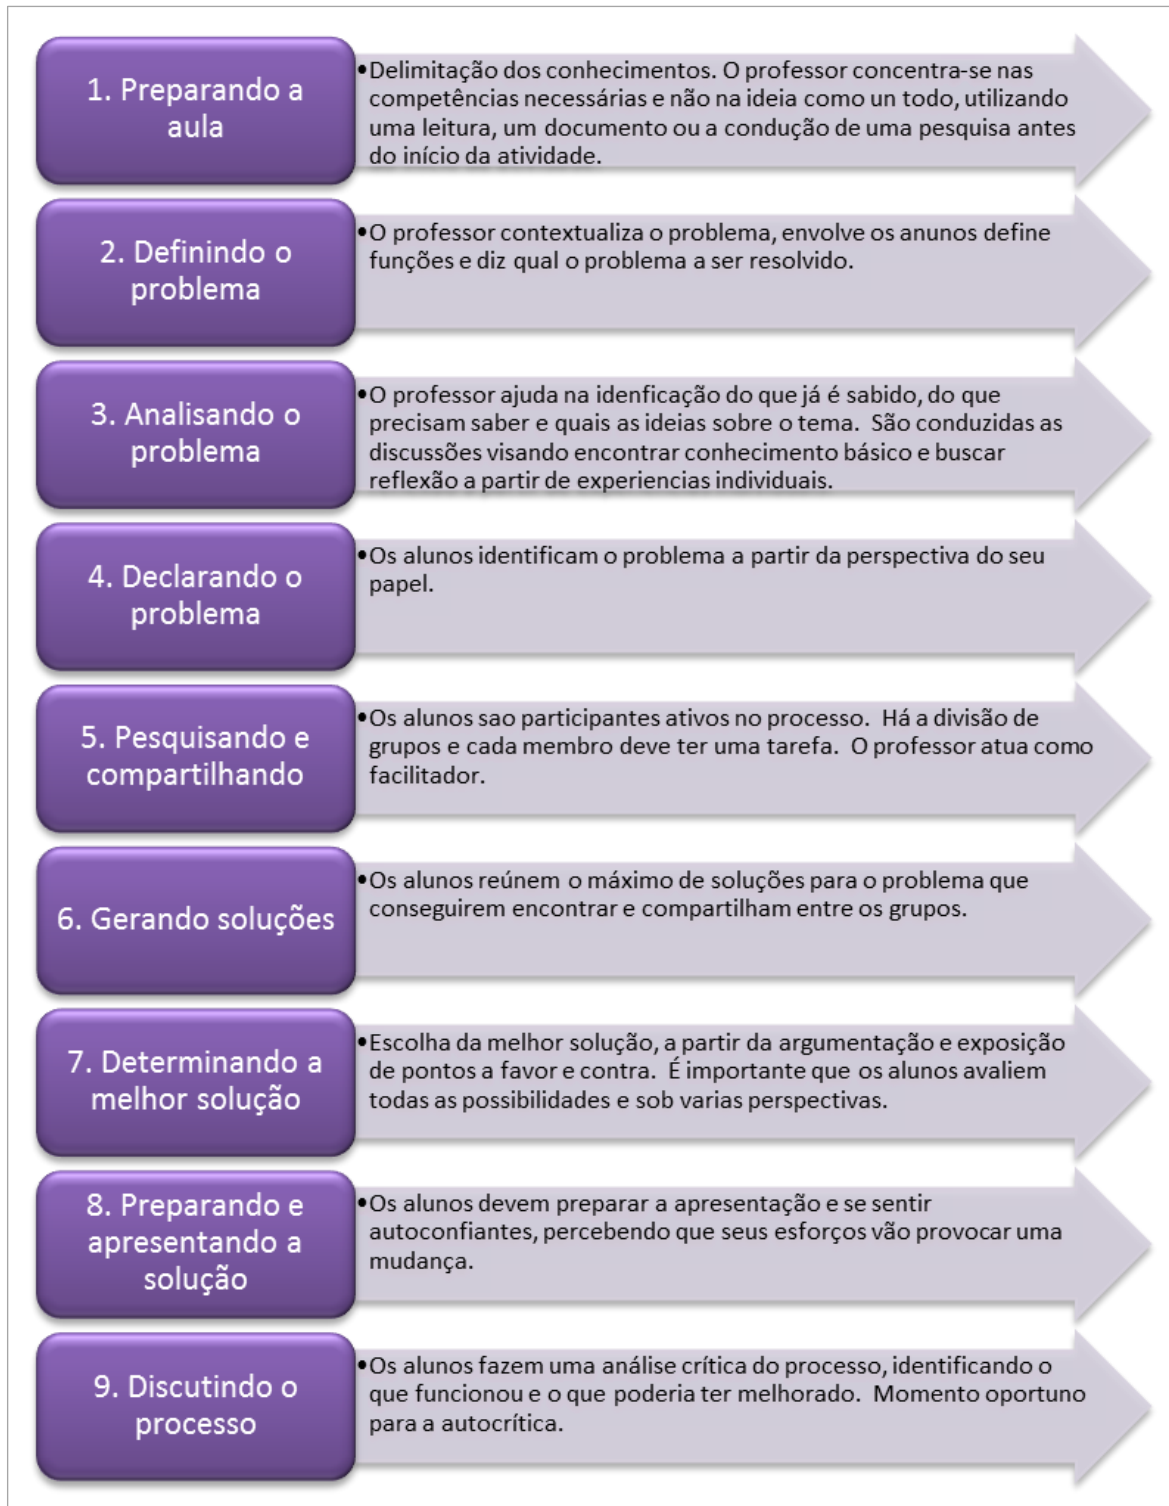 1. Preparando a
aula
•Delimitação dos conhecimentos. O professor concentra-se nas
competências necessárias e não na ideia como un todo, utilizando
uma leitura, um documento ou a condução de uma pesquisa antes
do início da atividade.
2. Definindo o
problema
•O professor contextualiza o problema, envolve os anunos define
funções e diz qual o problema a ser resolvido.
3. Analisando o
problema
•O professor ajuda na idenficação do que já é sabido, do que
precisam saber e quais as ideias sobre o tema.  São conduzidas as
discussões visando encontrar conhecimento básico e buscar
reflexão a partir de experiencias individuais.
4. Declarando o
problema
•Os alunos identificam o problema a partir da perspectiva do seu
papel.
5. Pesquisando e
compartilhando
•Os alunos sao participantes ativos no processo.  Há a divisão de
grupos e cada membro deve ter uma tarefa.  O professor atua como
facilitador.
6. Gerando soluções
•Os alunos reúnem o máximo de soluções para o problema que
conseguirem encontrar e compartilham entre os grupos.
7. Determinando a
melhor solução
•Escolha da melhor solução, a partir da argumentação e exposição
de pontos a favor e contra.  É importante que os alunos avaliem
todas as possibilidades e sob varias perspectivas.
8. Preparando e
apresentando a
solução
•Os alunos devem preparar a apresentação e se sentir
autoconfiantes, percebendo que seus esforços vão provocar uma
mudança.
9. Discutindo o
processo
•Os alunos fazem uma análise crítica do processo, identificando o
que funcionou e o que poderia ter melhorado.  Momento oportuno
para a autocrítica.